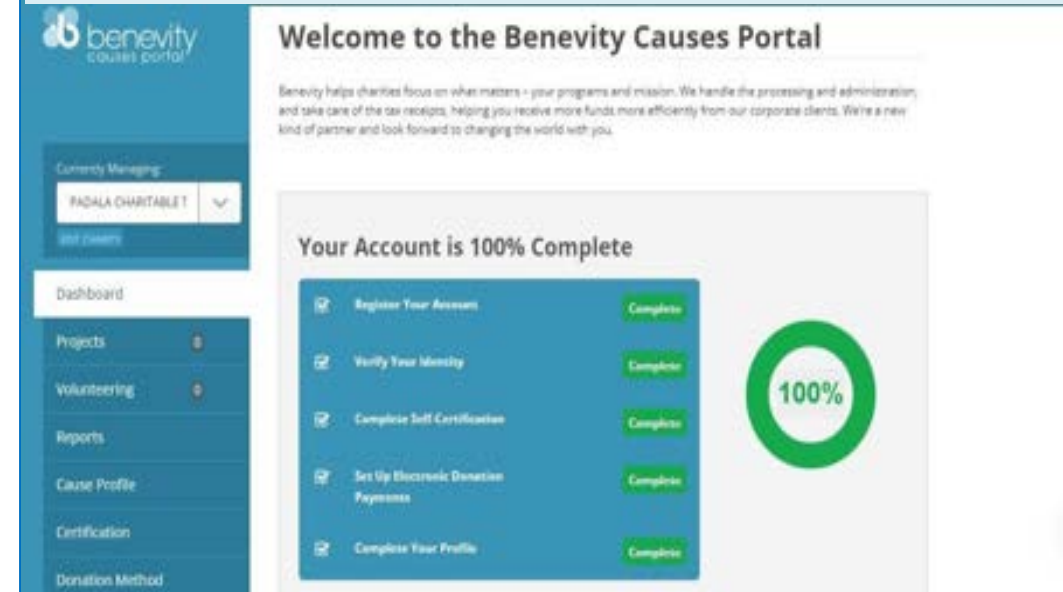 benevity
causes portal
Welcome to the Benevity Causes Portal
Benevity helps charities focus on what matters – your programs and mission. We handle the processing and administration,
and take care of the tax receipts, helping you receive more funds more efficiently from our corporate clients. We're a new
kind of partner and look forward to changing the world with you.
Currently Managing:
PADALA CHARITABLE T
Your Account is 100% Complete
Register Your Account
Complete
Verify Your Identity
Complete
Complete Self Certification
Complete
Set Up Electronic Donation
Payments
Complete
Complete Your Profile
Complete
100%
Dashboard
Projects
Volunteering
Reports
Cause Profile
Certification
Donation Method